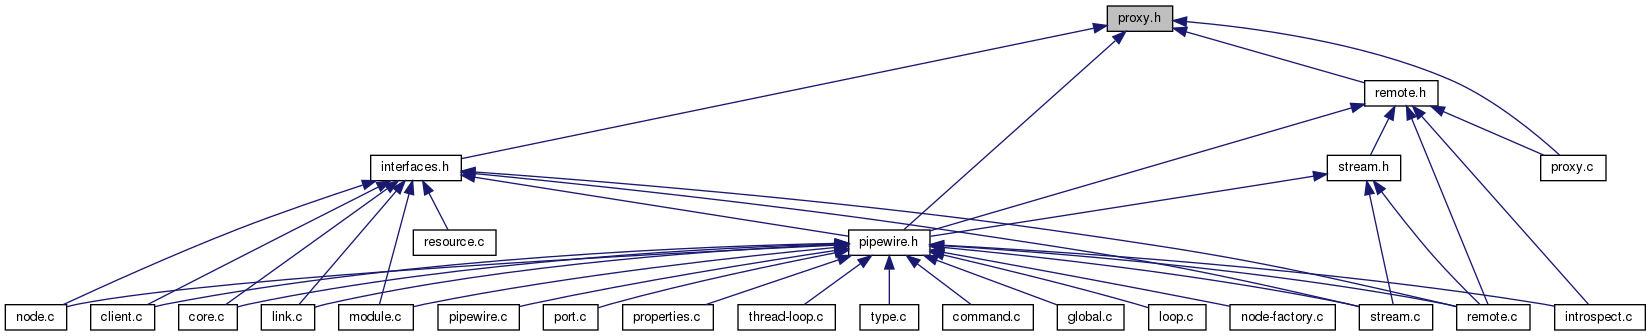 proxy.h
remote.h
interfaces.h
stream.h
proxy.c
resource.c
pipewire.h
node.c
client.c
core.c
link.c
module.c
pipewire.c
port.c
properties.c
thread-loop.c
type.c
command.c
global.c
loop.c
node-factory.c
stream.c
remote.c
introspect.c